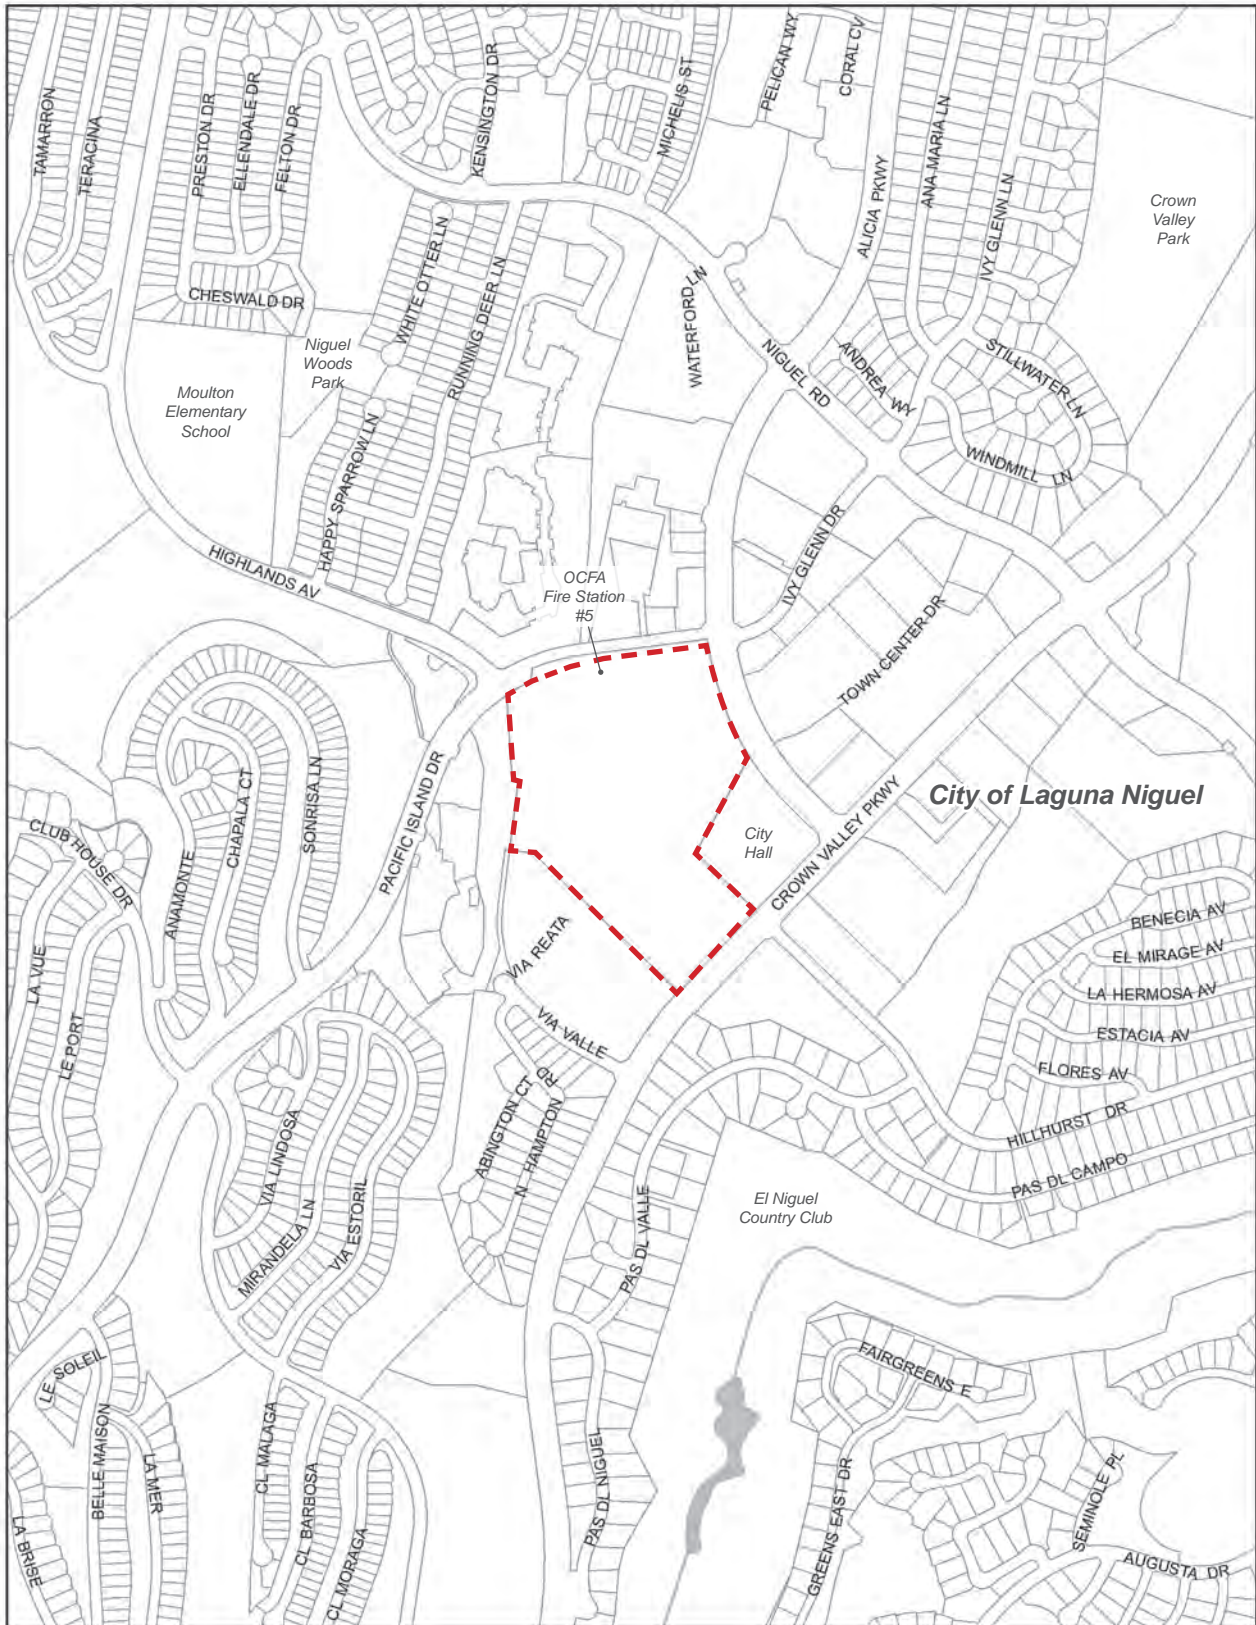 TAMARRON
TERACINA
PRESTON DR
ELLENDALE DR
FELTON DR
KENSINGTON DR
MICHELIS ST
PELICAN WY
CORAL CV
ALICIA PKWY
ANA MARIA LN
IVY GLENN LN
Crown
Valley
Park
CHESWALD DR
WHITE OTTER LN
RUNNING DEER LN
WATERFORD LN
Niguel
Woods
Park
Moulton
Elementary
School
NIGUEL RD
ANDREA WY
STILLWATER LN
WINDMILL LN
HAPPY SPARROW LN
HIGHLANDS AV
OCFA
Fire Station
#5
IVY GLENN DR
TOWN CENTER DR
CLUB HOUSE DR
ANAMONTE
CHAPALA CT
SONRISA LN
PACIFIC ISLAND DR
City
Hall
CROWN VALLEY PKWY
City of Laguna Niguel
LA VUE
LE PORT
VIA REATA
VIA VALLE
BENECIA AV
EL MIRAGE AV
LA HERMOSA AV
ESTACIA AV
FLORES AV
HILLHURST DR
PAS DL CAMPO
VIA LINDOSA
MIRANDELA LN
VIA ESTORIL
ABINGTON CT
N HAMPTON RD
PAS DL VALLE
El Niguel
Country Club
LE SOLEIL
BELLE MAISON
LA MER
LA BRISE
CL MALAGA
CL BARBOSA
CL MORAGA
PAS DL NIGUEL
FAIRGREENS E
GREENS EAST DR
SEMINOLE PL
AUGUSTA DR